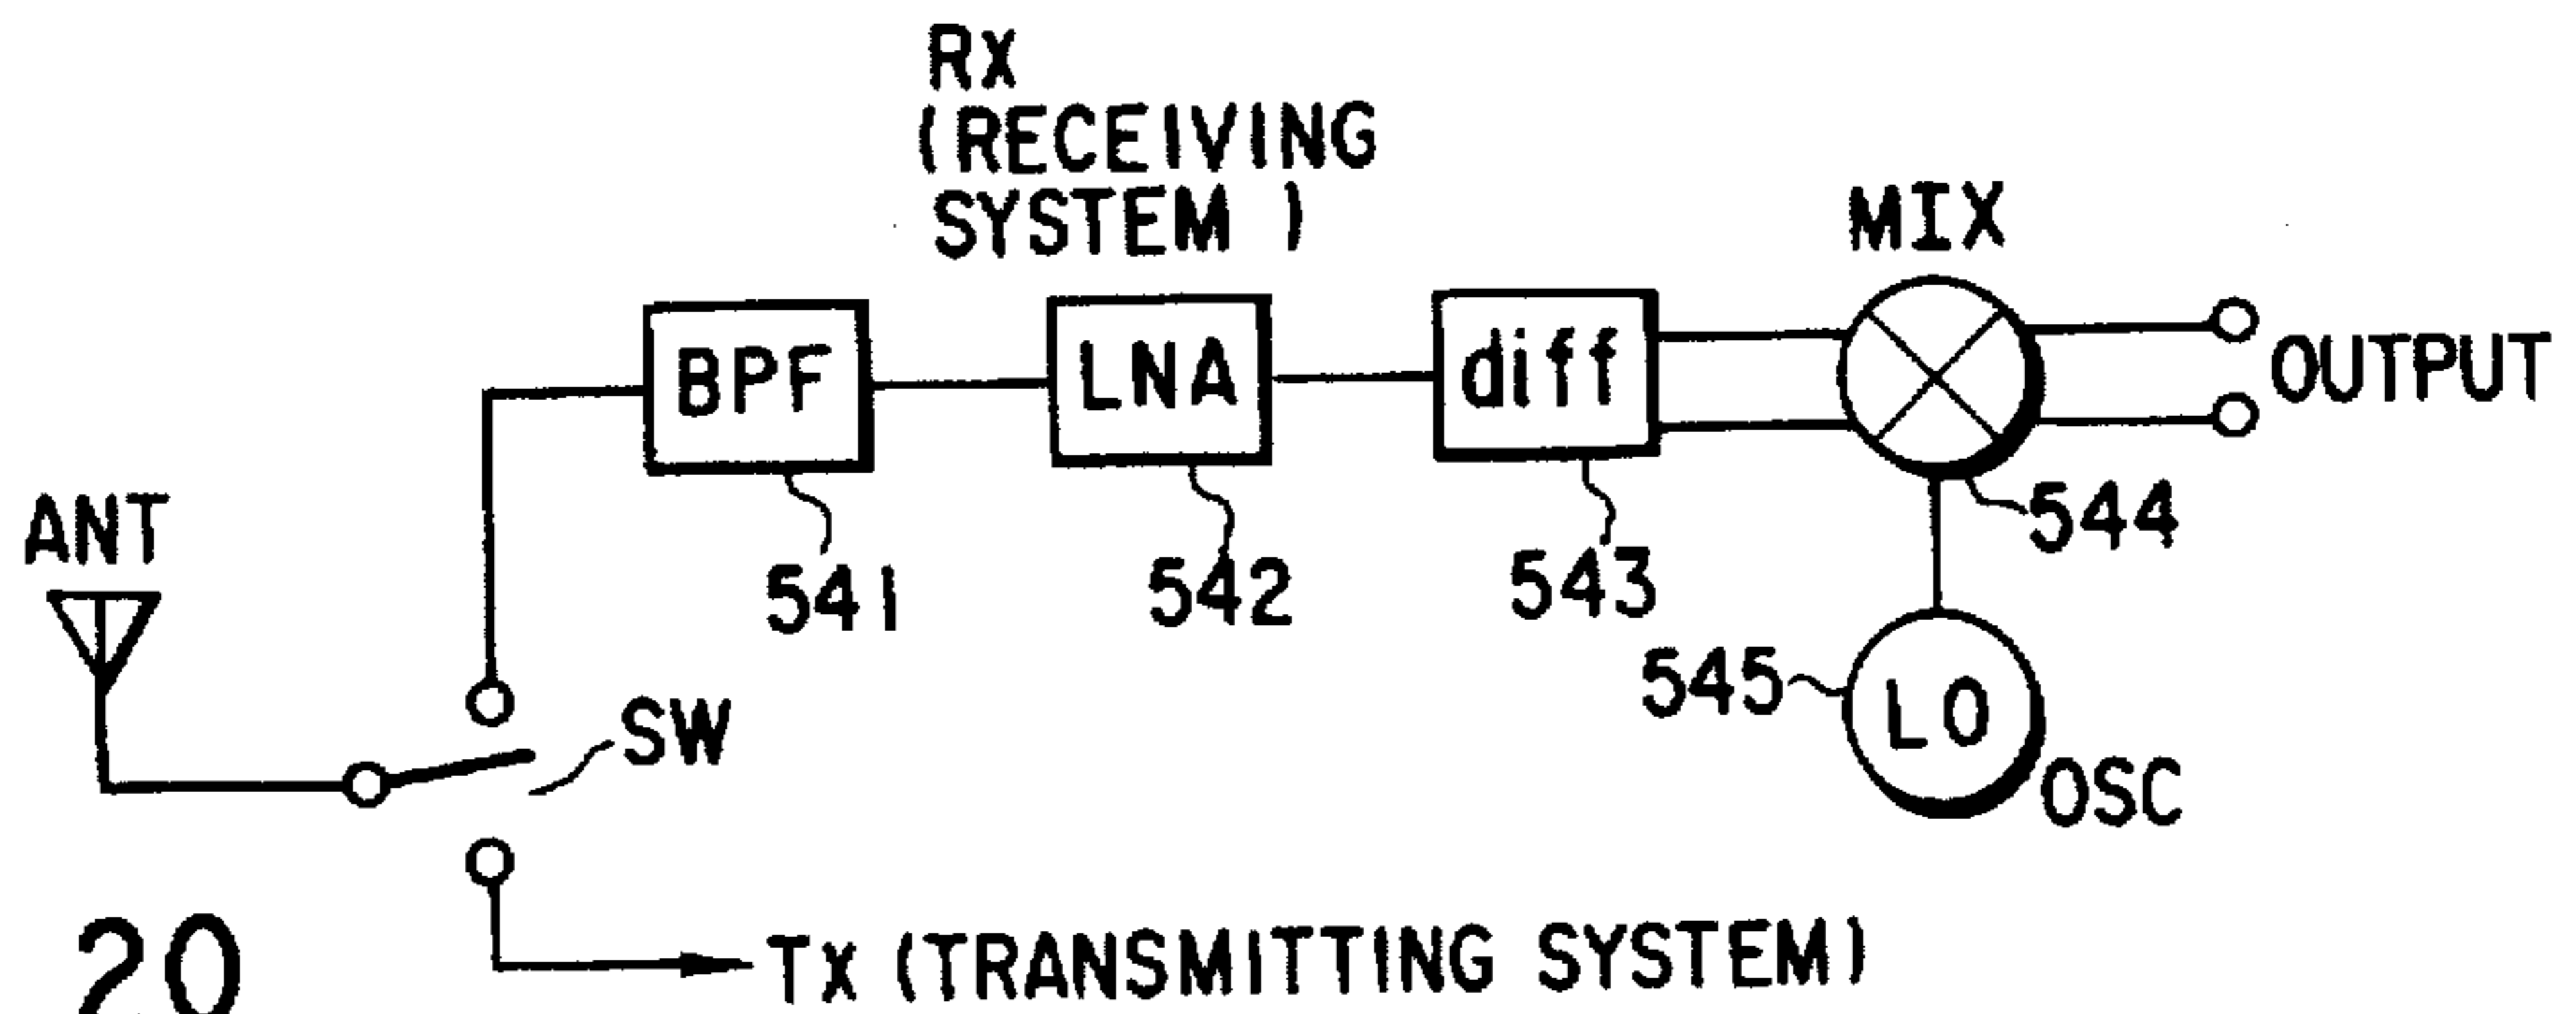 Rx
(RECEIVING
SYSTEM )
MIX
BPF
LNA
diff
OUTPUT
ANT
541
542
543
544
545
LO
OSC
SW
Tx (TRANSMITTING SYSTEM)
20